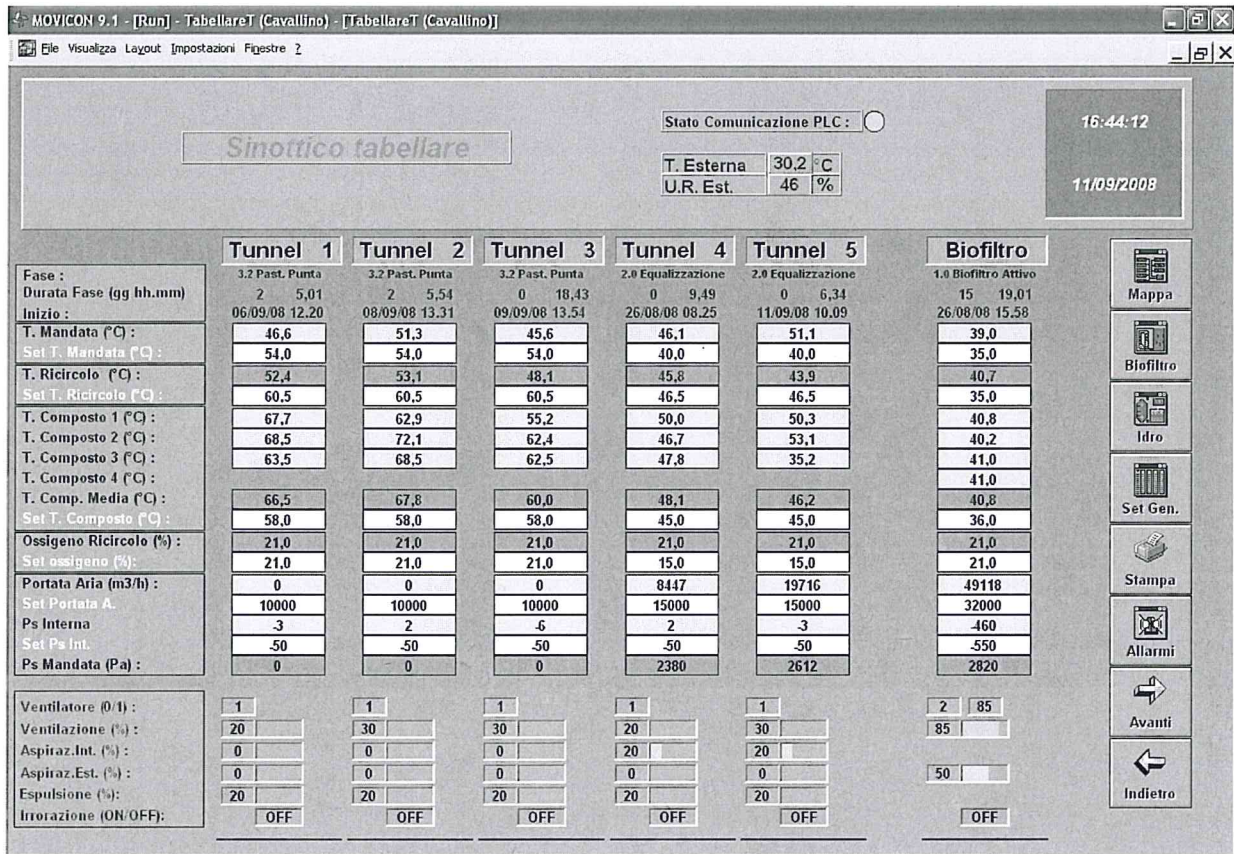 MOVICON 9.1 - [Run] - TabellareT (Cavallino) - [TabellareT (Cavallino)]
File Visualizza Layout Impostazioni Finestre ?
Sinottico tabellare
Stato Comunicazione PLC :
T. Esterna 30,2 °C
U.R. Est. 46 %
16:44:12
11/09/2008
Tunnel 1 Tunnel 2 Tunnel 3 Tunnel 4 Tunnel 5 Biofiltro
Fase : 3.2 Past. Punta 3.2 Past. Punta 3.2 Past. Punta 2.0 Equalizzazione 2.0 Equalizzazione 1.0 Biofiltro Attivo
Durata Fase (gg hh.mm) 2 5,01 2 5,54 0 18,43 0 9,49 0 6,34 15 19,01
Inizio : 06/09/08 12.20 08/09/08 13.31 09/09/08 13.54 26/08/08 08.25 11/09/08 10.09 26/08/08 15.58
T. Mandata (°C) : 46,6 51,3 45,6 46,1 51,1 39,0
Set T. Mandata (°C) : 54,0 54,0 54,0 40,0 40,0 35,0
T. Ricircolo (°C) : 52,4 53,1 48,1 45,8 43,9 40,7
Set T. Ricircolo (°C) : 60,5 60,5 60,5 46,5 46,5 35,0
T. Composto 1 (°C) : 67,7 62,9 55,2 50,0 50,3 40,8
T. Composto 2 (°C) : 68,5 72,1 62,4 46,7 53,1 40,2
T. Composto 3 (°C) : 63,5 68,5 62,5 47,8 35,2 41,0
T. Composto 4 (°C) : 41,0
T. Comp. Media (°C) : 66,5 67,8 60,0 48,1 46,2 40,8
Set T. Composto (°C) : 58,0 58,0 58,0 45,0 45,0 36,0
Ossigeno Ricircolo (%) : 21,0 21,0 21,0 21,0 21,0 21,0
Set ossigeno (%): 21,0 21,0 21,0 15,0 15,0 21,0
Portata Aria (m3/h) : 0 0 0 8447 19716 49118
Set Portata A. 10000 10000 10000 15000 15000 32000
Ps Interna -3 2 -6 2 -3 -460
Set Ps Int. -50 -50 -50 -50 -50 -550
Ps Mandata (Pa) : 0 0 0 2380 2612 2820
Ventilatore (0/1) : 1 1 1 1 1 2 85
Ventilazione (%) : 20 30 30 20 30 85
Aspiraz.Int. (%) : 0 0 0 20 20
Aspiraz.Est. (%) : 0 0 0 0 0 50
Espulsione (%): 20 20 20 20 20
Irrorazione (ON/OFF): OFF OFF OFF OFF OFF OFF
Mappa
Biofiltro
Idro
Set Gen.
Stampa
Allarmi
Avanti
Indietro